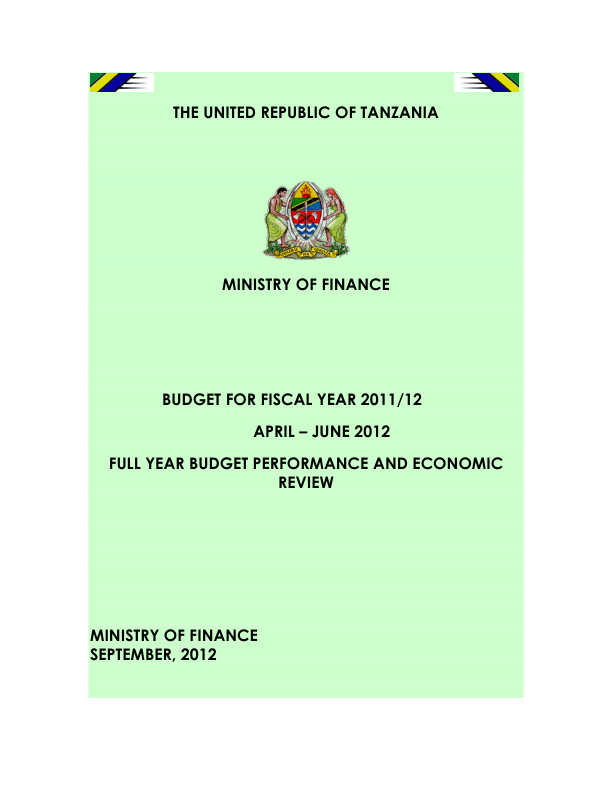 THE UNITED REPUBLIC OF TANZANIA
MINISTRY OF FINANCE
BUDGET FOR FISCAL YEAR 2011/12
APRIL – JUNE 2012
FULL YEAR BUDGET PERFORMANCE AND ECONOMIC
REVIEW
MINISTRY OF FINANCE
SEPTEMBER, 2012